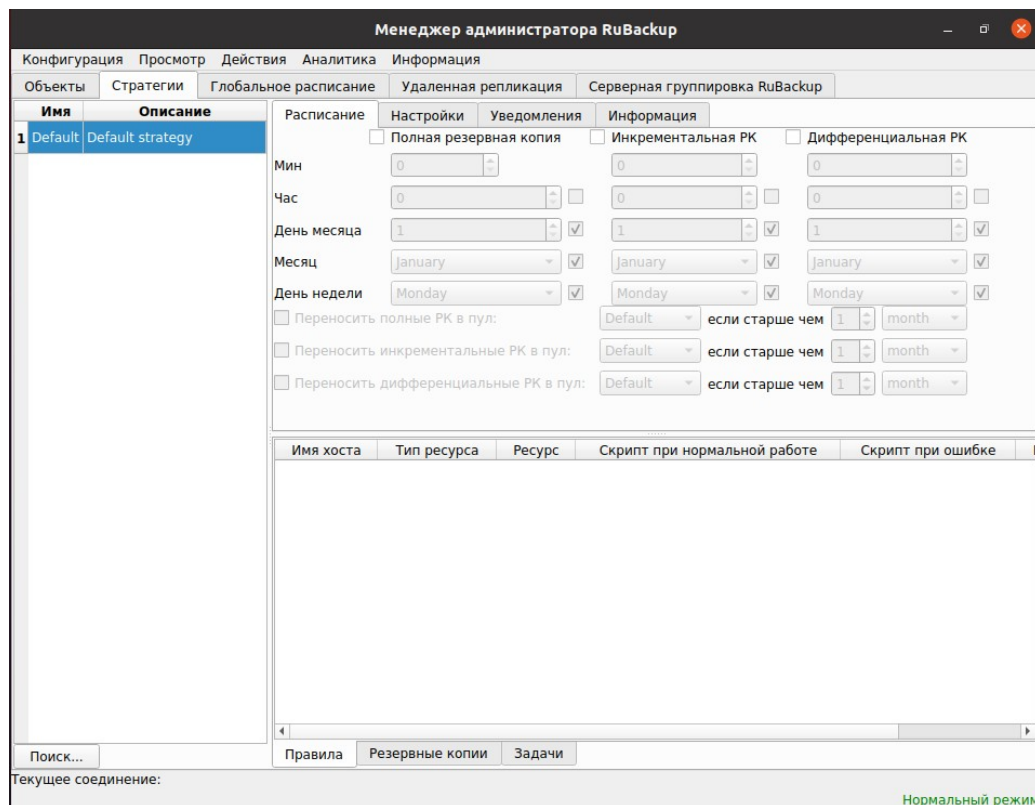 Менеджер администратора RuBackup
Конфигурация Просмотр Действия Аналитика Информация
Объекты Стратегии Глобальное расписание Удаленная репликация Серверная группировка RuBackup
Имя Описание
1 Default Default strategy
Расписание Настройки Уведомления Информация
Полная резервная копия Инкрементальная РК Дифференциальная РК
Мин 0 0 0
Час 0 0 0
День месяца 1 1 1
Месяц January January January
День недели Monday Monday Monday
Переносить полные РК в пул: Default если старше чем 1 month
Переносить инкрементальные РК в пул: Default если старше чем 1 month
Переносить дифференциальные РК в пул: Default если старше чем 1 month
Имя хоста Тип ресурса Ресурс Скрипт при нормальной работе Скрипт при ошибке
Поиск...
Правила Резервные копии Задачи
Текущее соединение:
Нормальный режим